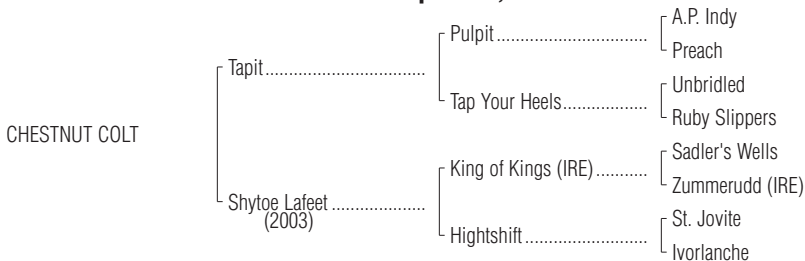 A.P. Indy
Pulpit
Preach
Tapit
Unbridled
Tap Your Heels
Ruby Slippers
CHESTNUT COLT
Sadler's Wells
King of Kings (IRE)
Zummerudd (IRE)
Shytoe Lafeet
(2003)
St. Jovite
Hightshift
Ivorlanche